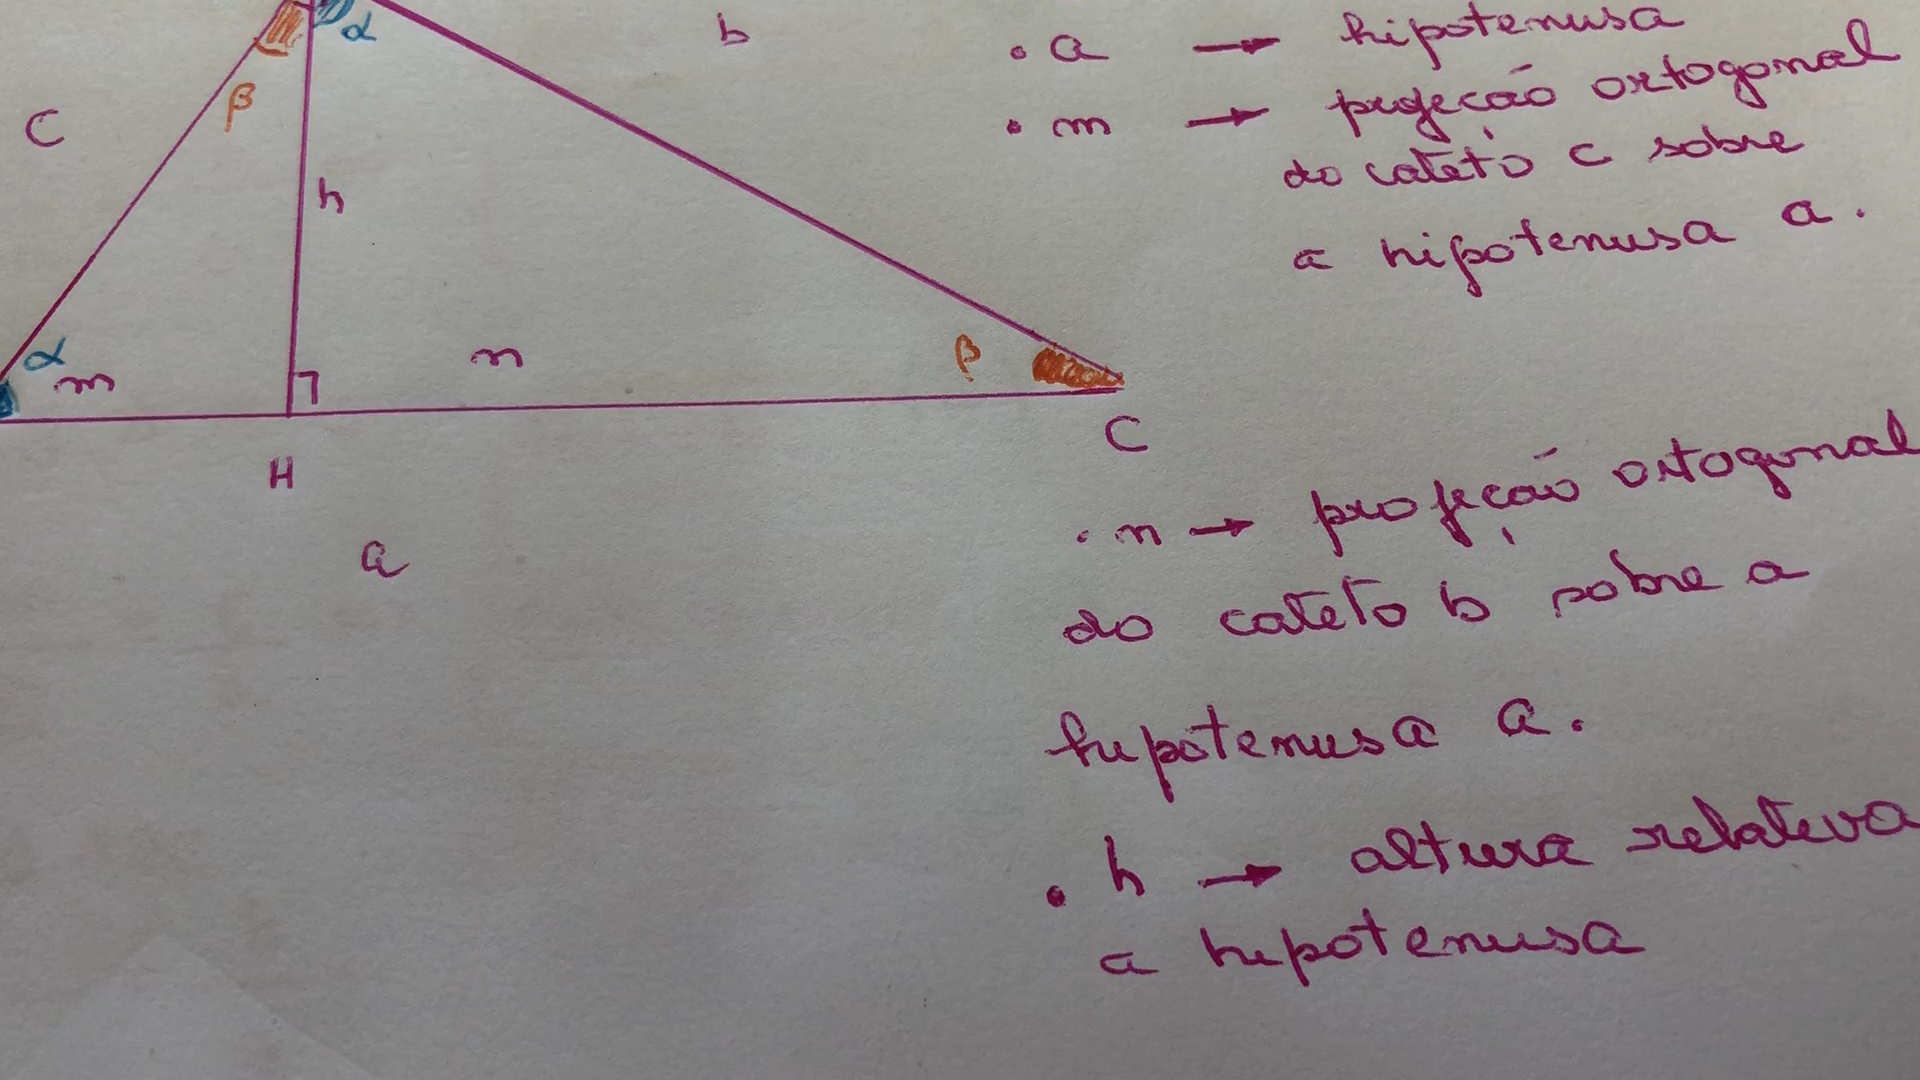 α
b
β
C
h
α
m
n
β
C
H
a
• a → hipotenusa
• m → projeção ortogonal
do cateto c sobre
a hipotenusa a.
• n → projeção ortogonal
do cateto b sobre a
hipotenusa a.
• h → altura relativa
a hipotenusa